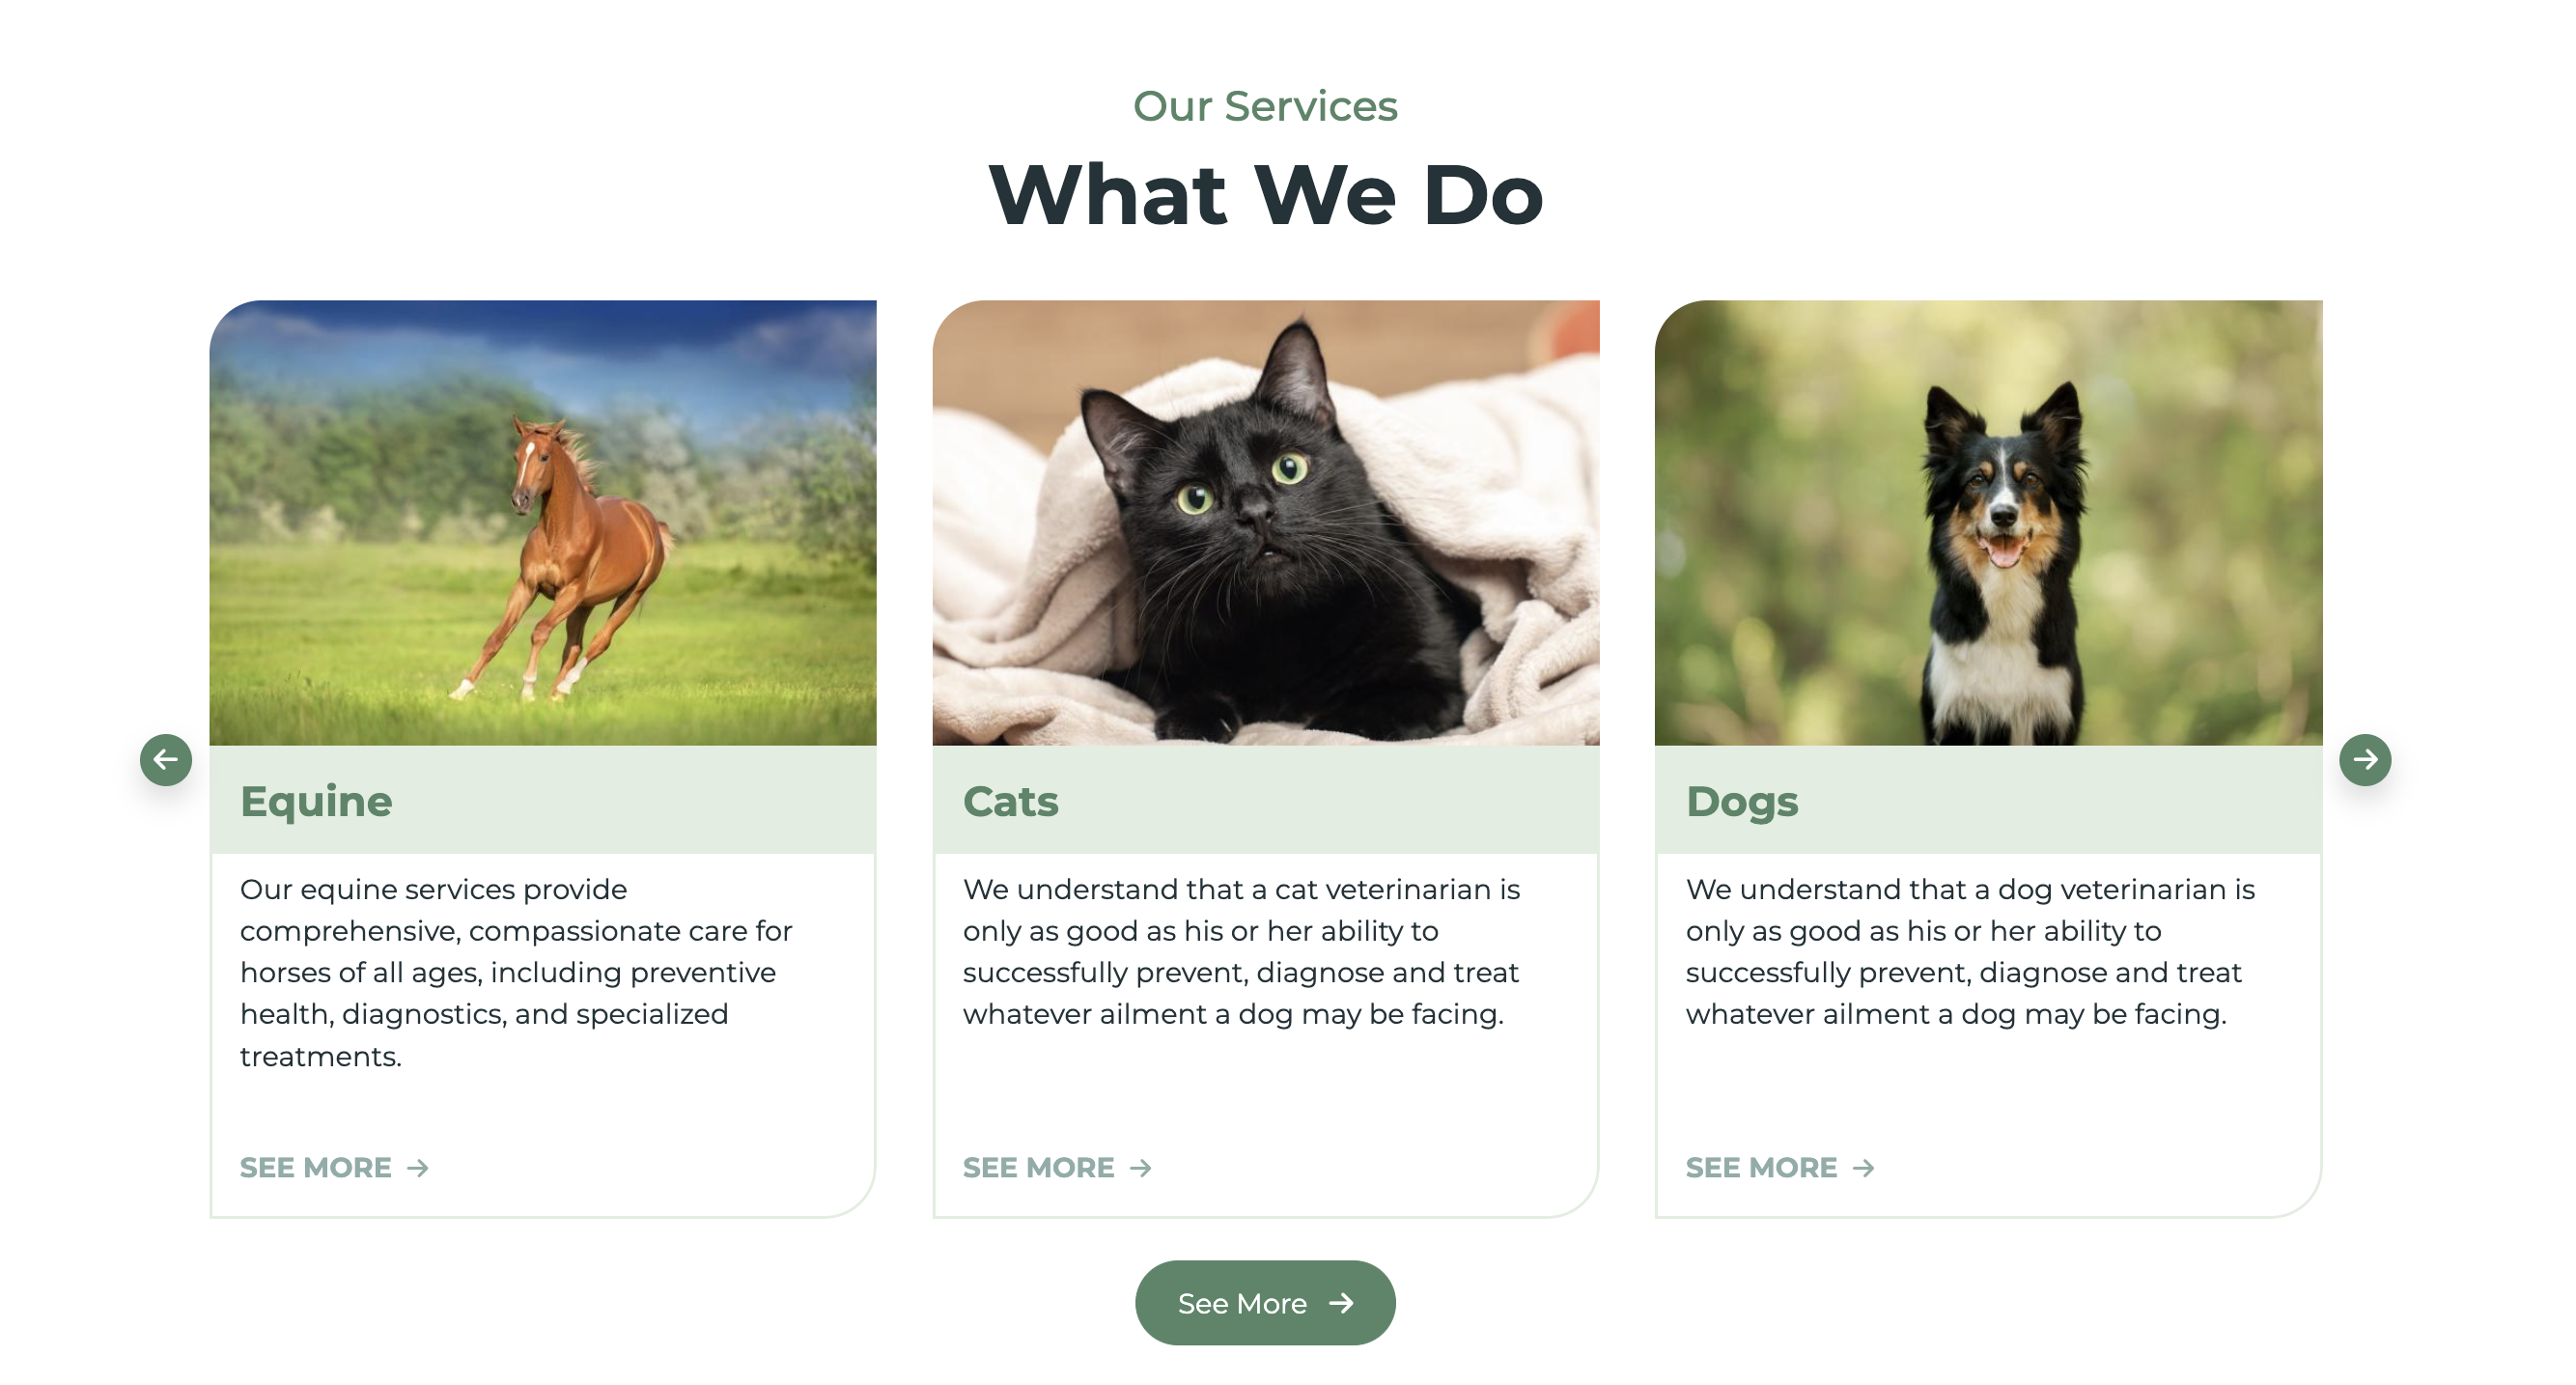 Our Services
What We Do
Equine
Our equine services provide
comprehensive, compassionate care for
horses of all ages, including preventive
health, diagnostics, and specialized
treatments.
SEE MORE →
Cats
We understand that a cat veterinarian is
only as good as his or her ability to
successfully prevent, diagnose and treat
whatever ailment a dog may be facing.
SEE MORE →
Dogs
We understand that a dog veterinarian is
only as good as his or her ability to
successfully prevent, diagnose and treat
whatever ailment a dog may be facing.
SEE MORE →
See More →